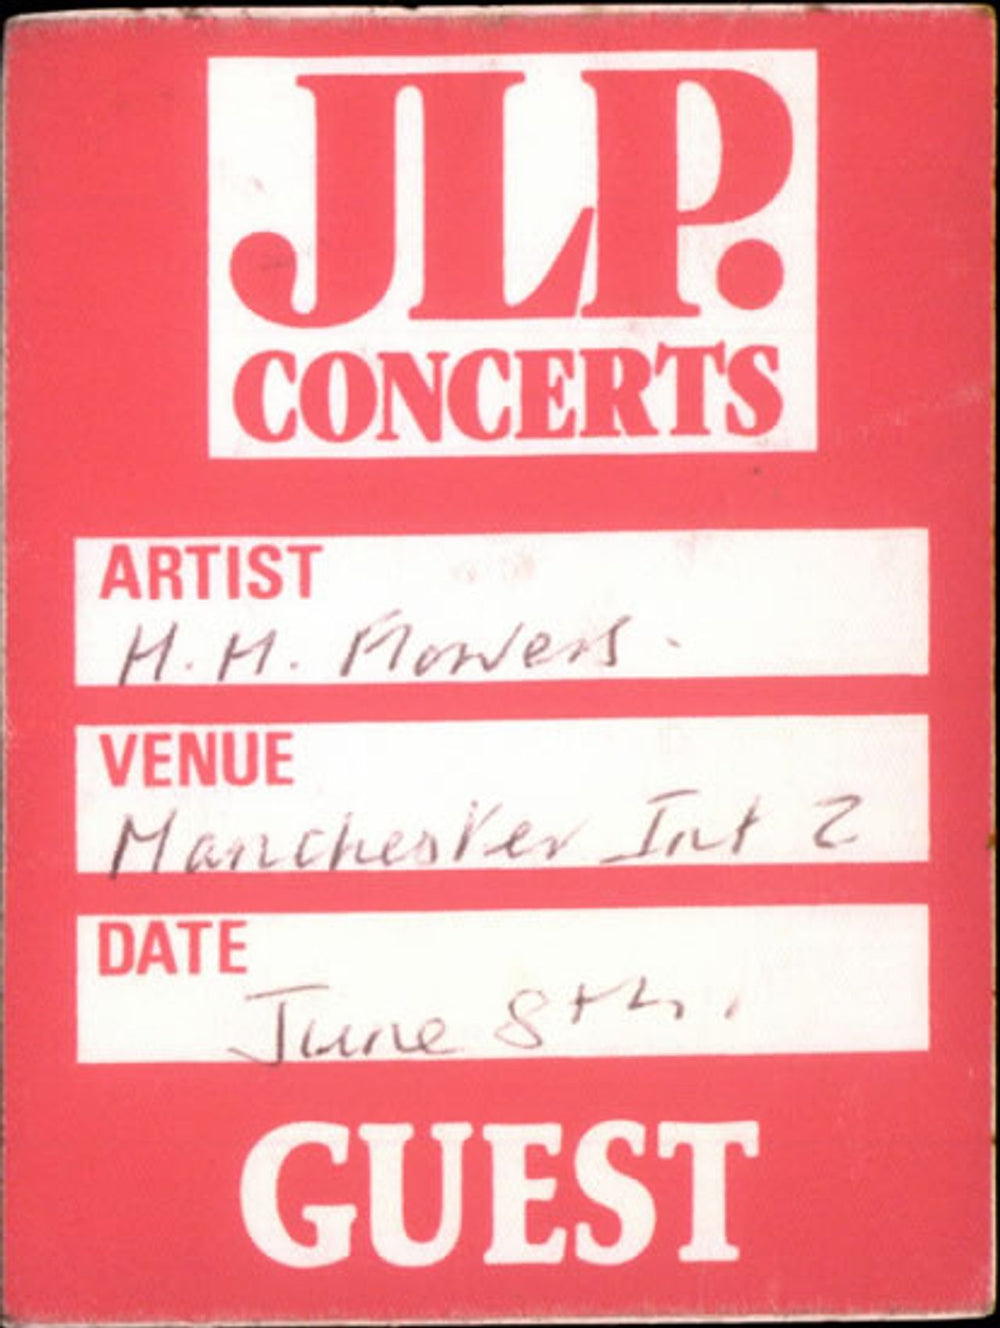 JLP.
CONCERTS
ARTIST
H.H. Flowers.
VENUE
Manchester Int 2
DATE
June 8th.
GUEST